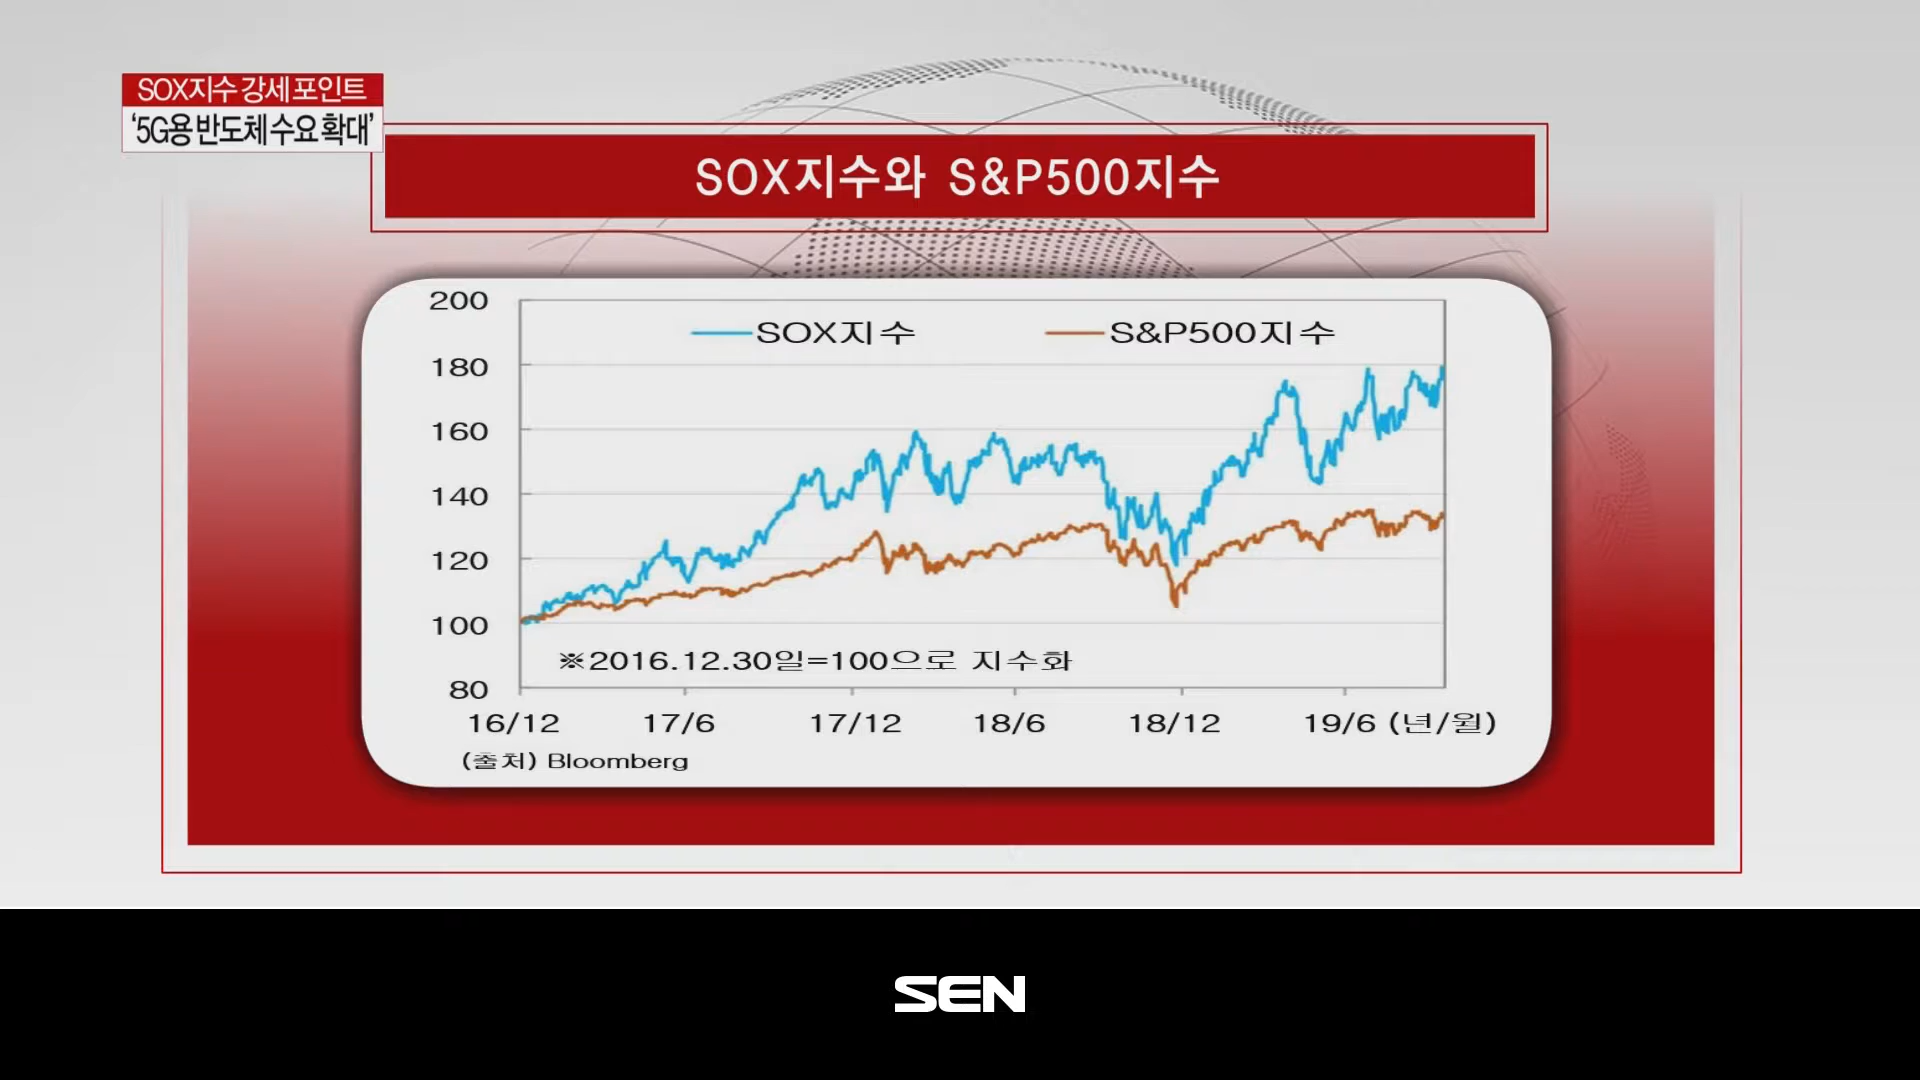 SOX지수 강세 포인트
'5G용 반도체 수요 확대'
SOX지수와 S&P500지수
SOX지수 S&P500지수
200
180
160
140
120
100
80
※2016.12.30일=100으로 지수화
16/12 17/6 17/12 18/6 18/12 19/6 (년/월)
(출처) Bloomberg
SEN